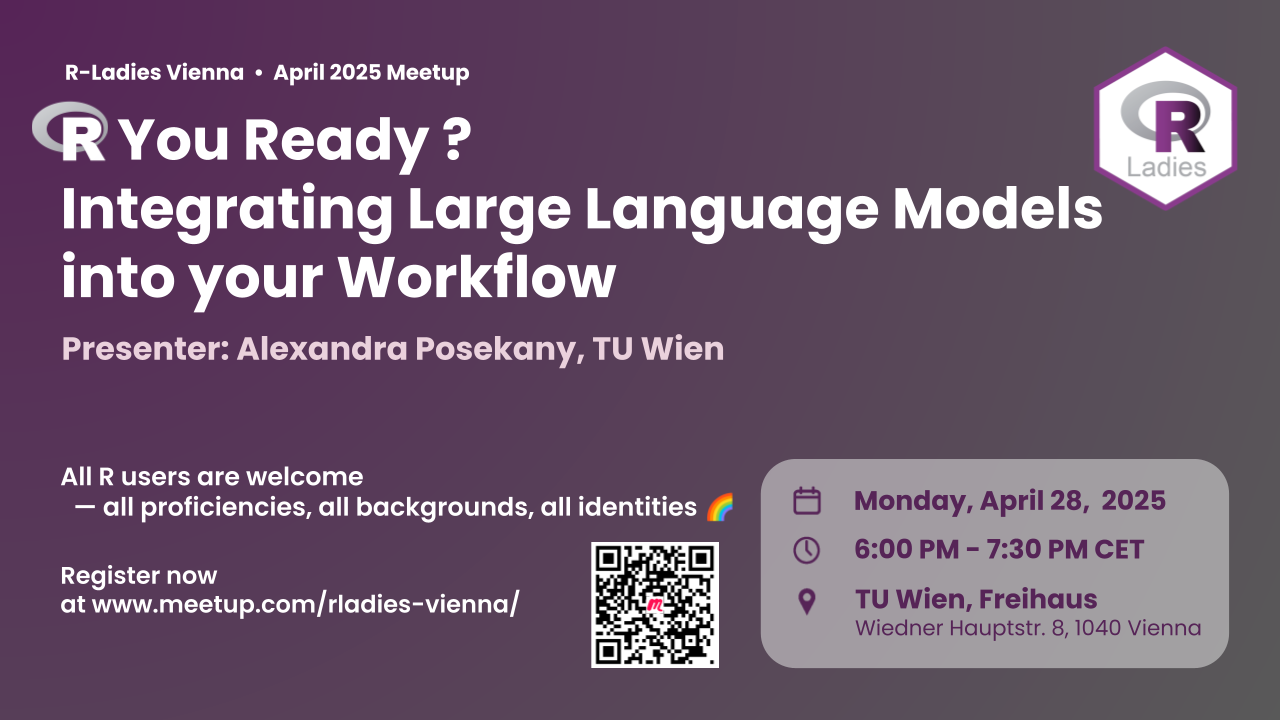 R-Ladies Vienna • April 2025 Meetup
R You Ready ?
R
Ladies
Integrating Large Language Models
into your Workflow
Presenter: Alexandra Posekany, TU Wien
All R users are welcome
— all proficiencies, all backgrounds, all identities 🌈
Register now
at www.meetup.com/rladies-vienna/
m
Monday, April 28,  2025
6:00 PM – 7:30 PM CET
TU Wien, Freihaus
Wiedner Hauptstr. 8, 1040 Vienna